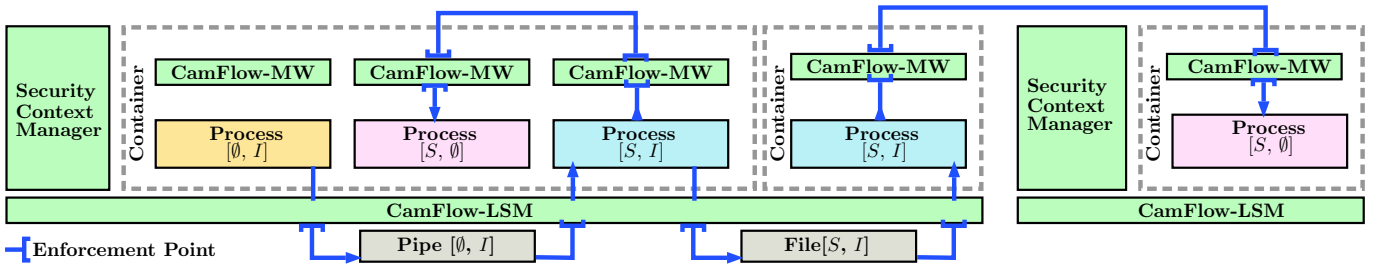 Security
Context
Manager
Container
CamFlow-MW
CamFlow-MW
CamFlow-MW
Process
[∅, I]
Process
[S, ∅]
Process
[S, I]
Container
CamFlow-MW
Process
[S, I]
CamFlow-LSM
Enforcement Point
Pipe [∅, I]
File[S, I]
Security
Context
Manager
Container
CamFlow-MW
Process
[S, ∅]
CamFlow-LSM